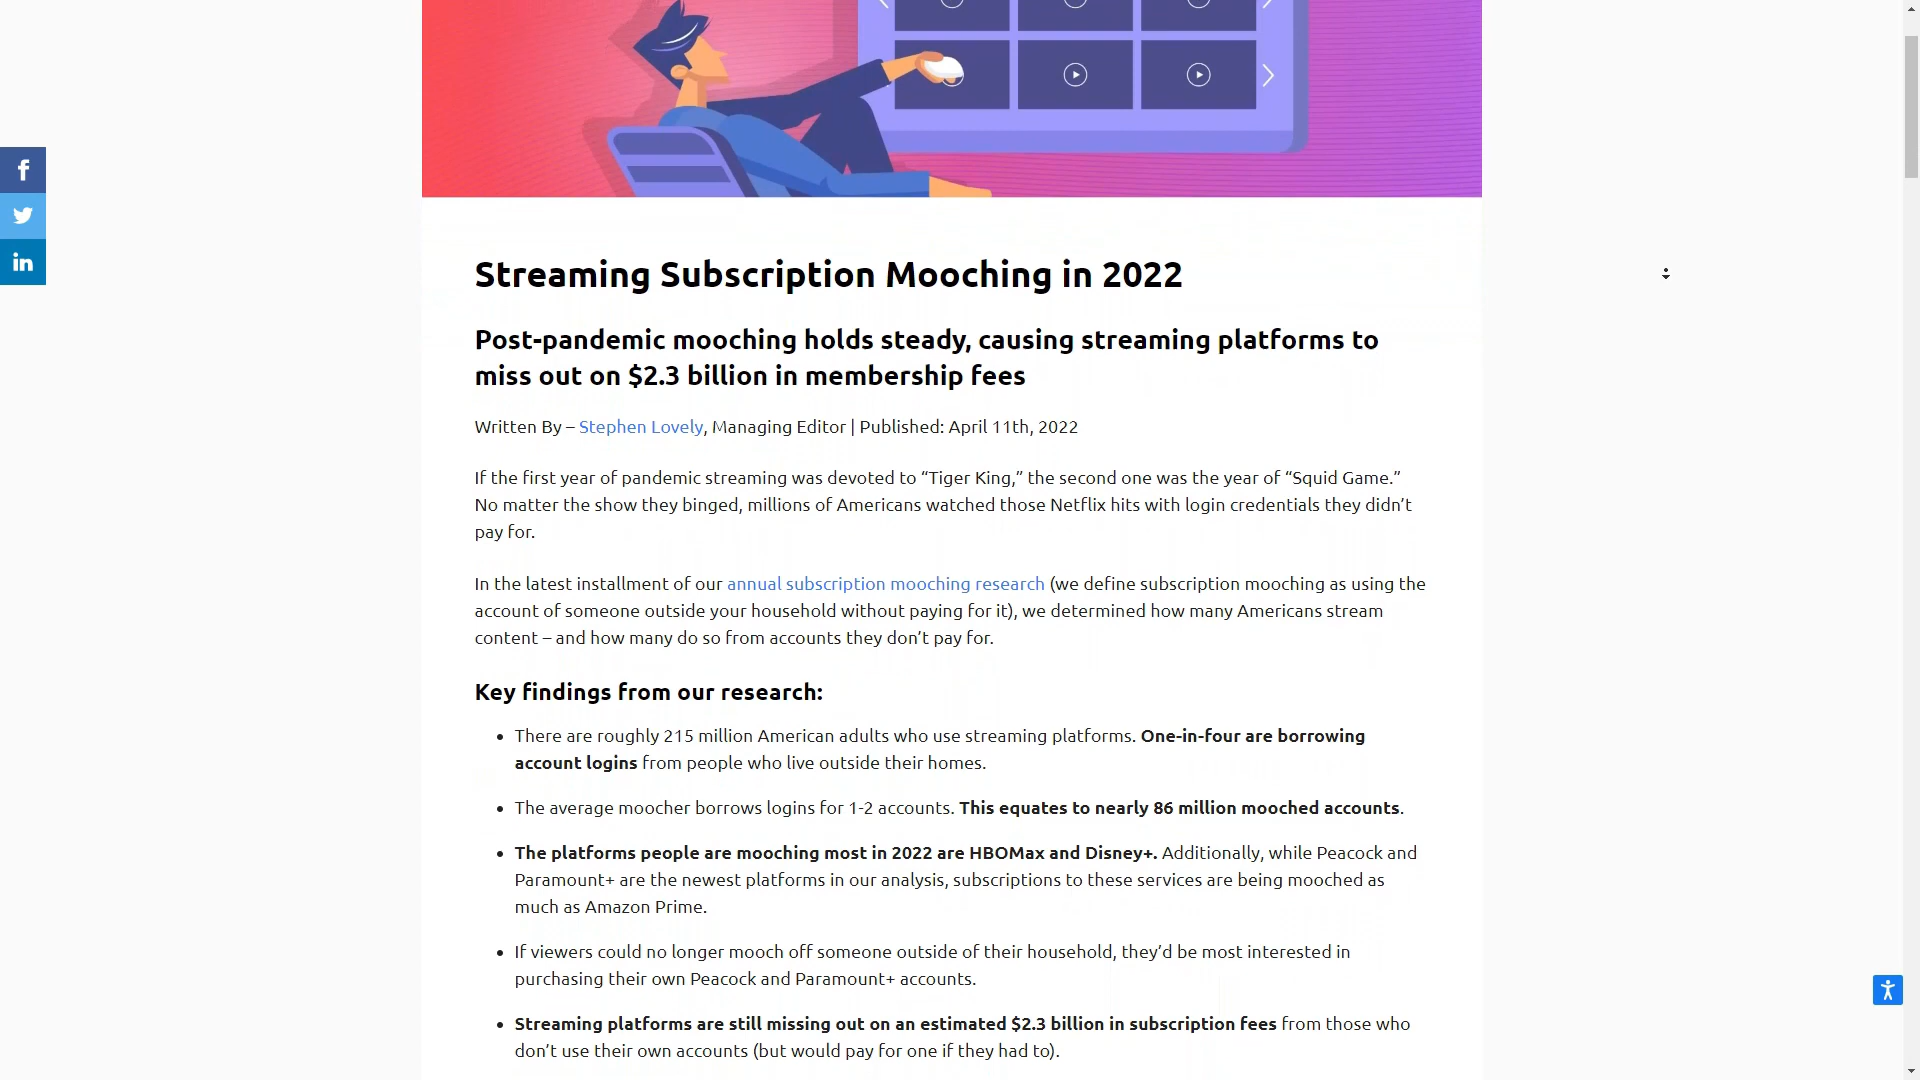 Streaming Subscription Mooching in 2022
Post-pandemic mooching holds steady, causing streaming platforms to
miss out on $2.3 billion in membership fees
Written By – Stephen Lovely, Managing Editor | Published: April 11th, 2022
If the first year of pandemic streaming was devoted to “Tiger King,” the second one was the year of “Squid Game.”
No matter the show they binged, millions of Americans watched those Netflix hits with login credentials they didn’t
pay for.
In the latest installment of our annual subscription mooching research (we define subscription mooching as using the
account of someone outside your household without paying for it), we determined how many Americans stream
content – and how many do so from accounts they don’t pay for.
Key findings from our research:
• There are roughly 215 million American adults who use streaming platforms. One-in-four are borrowing
account logins from people who live outside their homes.
• The average moocher borrows logins for 1-2 accounts. This equates to nearly 86 million mooched accounts.
• The platforms people are mooching most in 2022 are HBOMax and Disney+. Additionally, while Peacock and
Paramount+ are the newest platforms in our analysis, subscriptions to these services are being mooched as
much as Amazon Prime.
• If viewers could no longer mooch off someone outside of their household, they’d be most interested in
purchasing their own Peacock and Paramount+ accounts.
• Streaming platforms are still missing out on an estimated $2.3 billion in subscription fees from those who
don’t use their own accounts (but would pay for one if they had to).